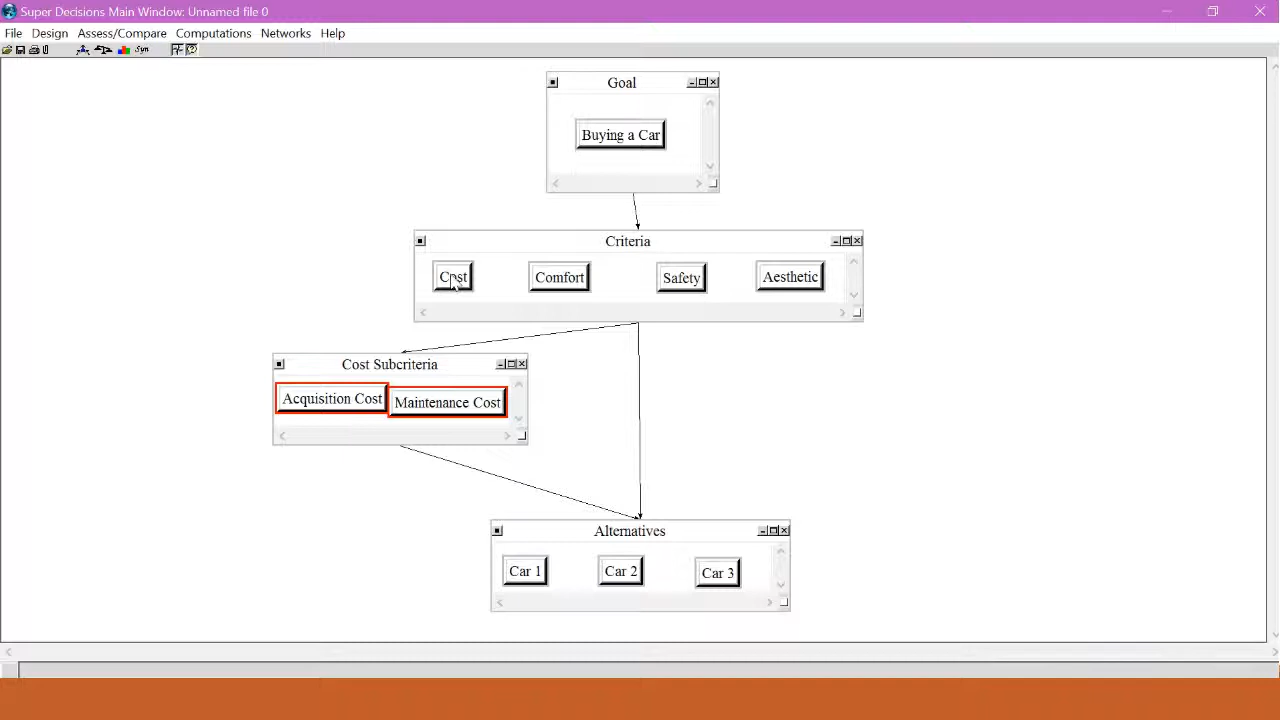 Super Decisions Main Window: Unnamed file 0
File Design Assess/Compare Computations Networks Help
Goal
Buying a Car
Criteria
Cost Comfort Safety Aesthetic
Cost Subcriteria
Acquisition Cost Maintenance Cost
Alternatives
Car 1 Car 2 Car 3